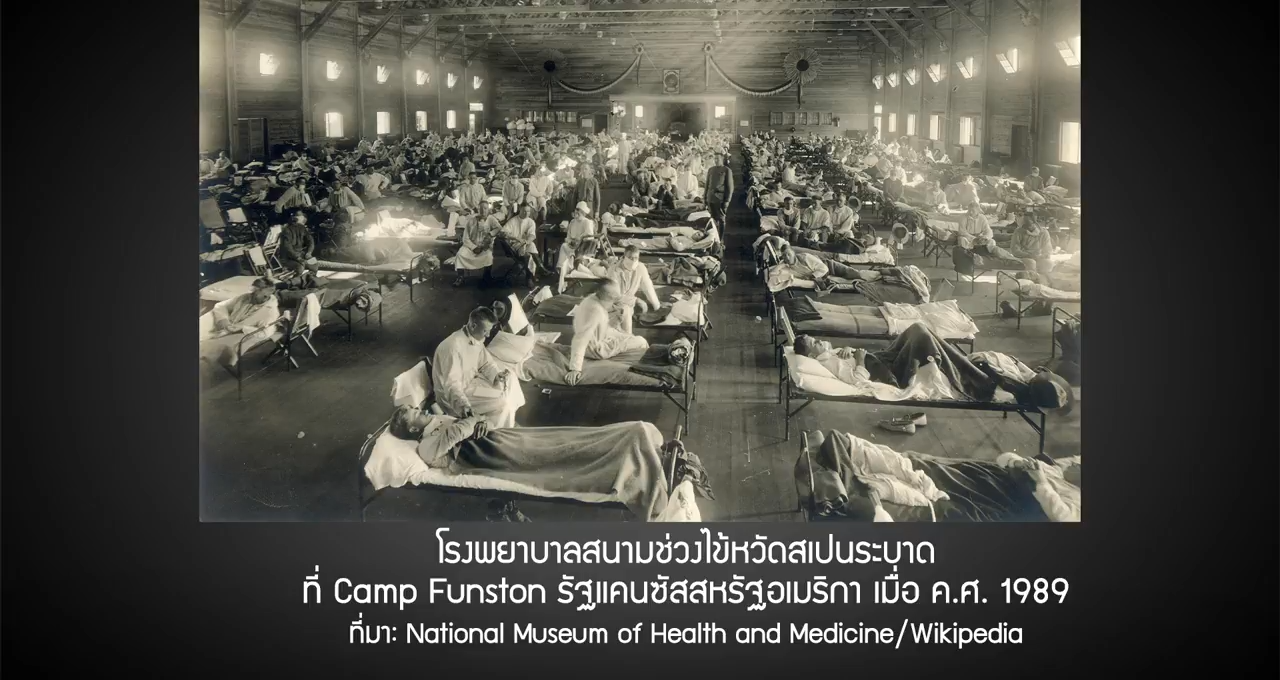 โรงพยาบาลสนามช่วงไข้หวัดสเปนระบาด
ที่ Camp Funston รัฐแคนซัสสหรัฐอเมริกา เมื่อ ค.ศ. 1989
ที่มา: National Museum of Health and Medicine/Wikipedia